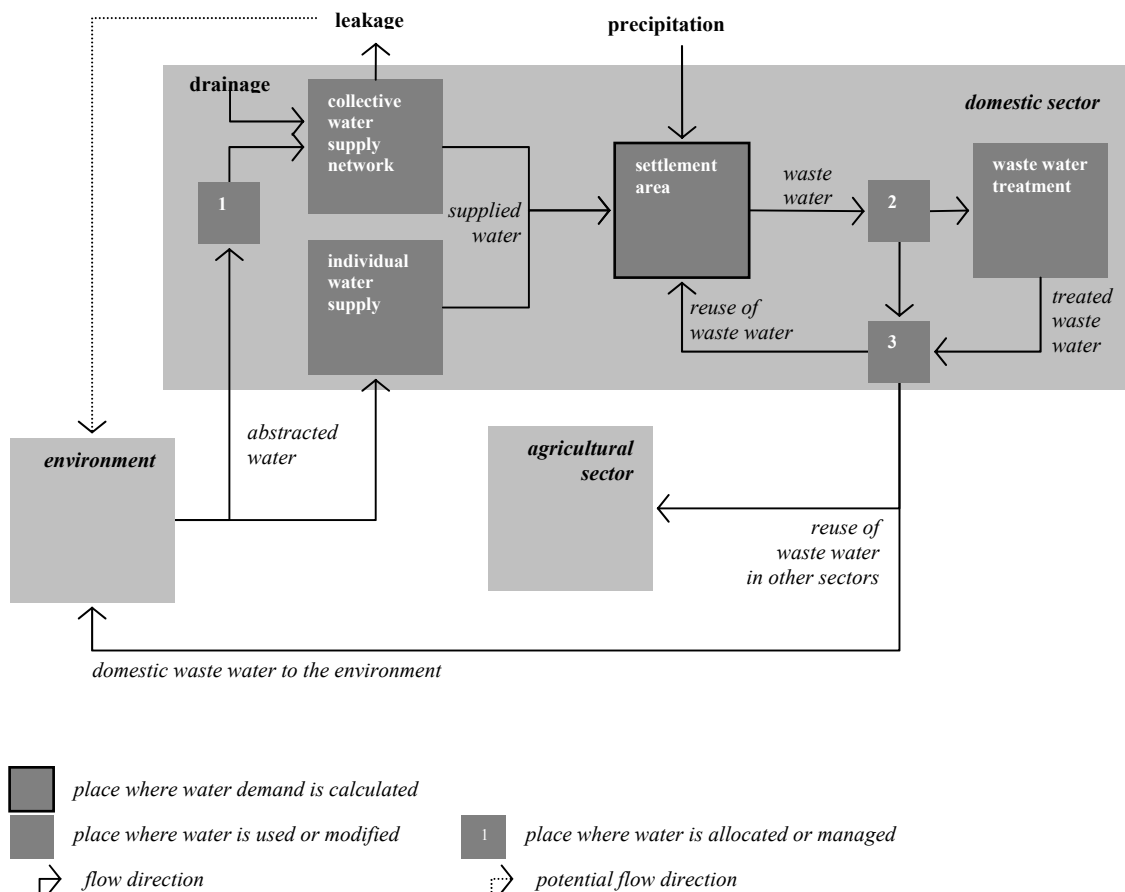 leakage
precipitation
drainage
collective
water
supply
network
domestic sector
settlement
area
waste
water
waste water
treatment
1
2
supplied
water
individual
water
supply
reuse of
waste water
3
treated
waste
water
abstracted
water
environment
agricultural
sector
reuse of
waste water
in other sectors
domestic waste water to the environment
place where water demand is calculated
place where water is used or modified
1
place where water is allocated or managed
flow direction
potential flow direction